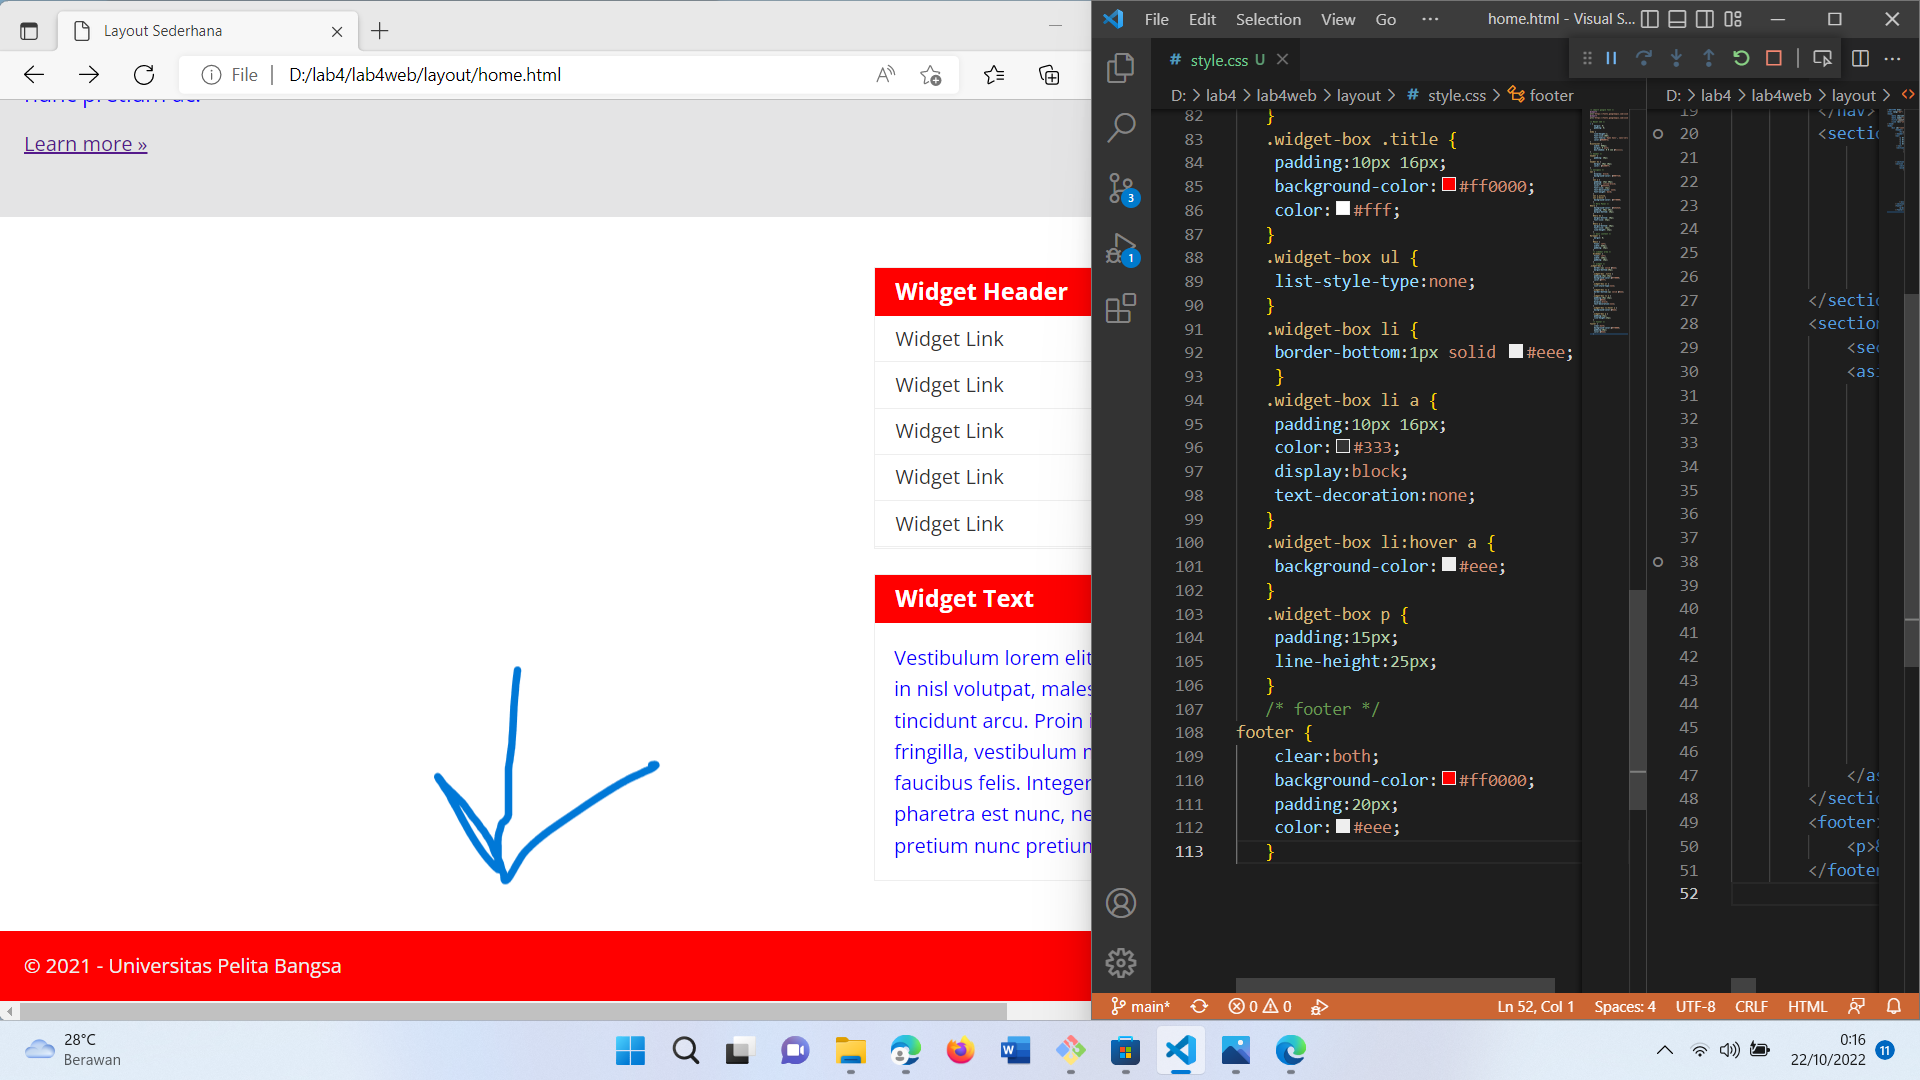 Layout Sederhana
File
D:/lab4/lab4web/layout/home.html
Learn more »
Widget Header
Widget Link
Widget Link
Widget Link
Widget Link
Widget Link
Widget Text
Vestibulum lorem elit
in nisl volutpat, males
tincidunt arcu. Proin i
fringilla, vestibulum n
faucibus felis. Integer
pharetra est nunc, ne
pretium nunc pretium
© 2021 - Universitas Pelita Bangsa
File Edit Selection View Go ··· home.html - Visual S...
# style.css U
D: > lab4 > lab4web > layout > # style.css > footer
82 }
83 .widget-box .title {
84 padding:10px 16px;
85 background-color:#ff0000;
86 color:#fff;
87 }
88 .widget-box ul {
89 list-style-type:none;
90 }
91 .widget-box li {
92 border-bottom:1px solid #eee;
93 }
94 .widget-box li a {
95 padding:10px 16px;
96 color:#333;
97 display:block;
98 text-decoration:none;
99 }
100 .widget-box li:hover a {
101 background-color:#eee;
102 }
103 .widget-box p {
104 padding:15px;
105 line-height:25px;
106 }
107 /* footer */
108 footer {
109 clear:both;
110 background-color:#ff0000;
111 padding:20px;
112 color:#eee;
113 }
D: > lab4 > lab4web > layout > <>
19 </nav>
20 <sectio
21
22
23
24
25
26
27 </sectio
28 <section
29 <sec
30 <asi
31
32
33
34
35
36
37
38
39
40
41
42
43
44
45
46
47 </as
48 </sectio
49 <footer>
50 <p>&
51 </footer
52
3
1
main* 0 0 Ln 52, Col 1 Spaces: 4 UTF-8 CRLF HTML
28°C
Berawan
0:16
22/10/2022
11